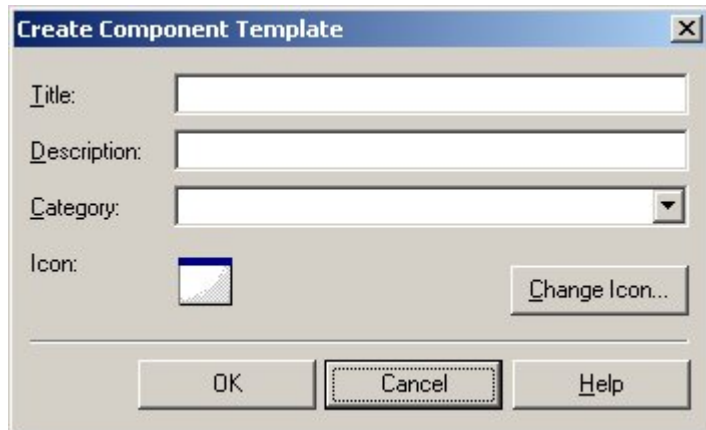 Create Component Template
Title:
Description:
Category:
Icon:
Change Icon...
OK Cancel Help